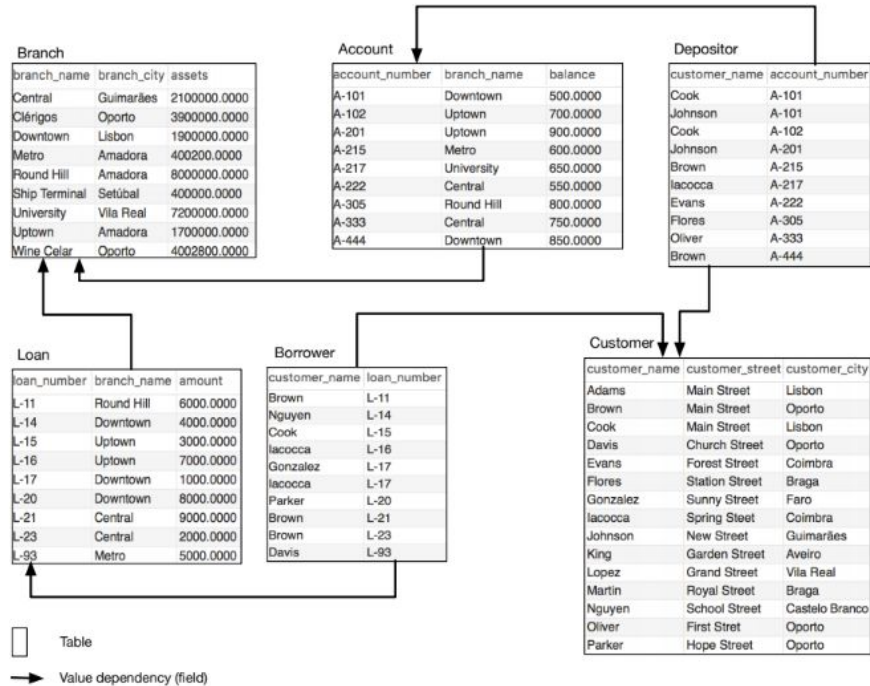 Branch
branch_name branch_city assets
Central Guimarães 2100000.0000
Clérigos Oporto 3900000.0000
Downtown Lisbon 1900000.0000
Metro Amadora 400200.0000
Round Hill Amadora 8000000.0000
Ship Terminal Setúbal 400000.0000
University Vila Real 7200000.0000
Uptown Amadora 1700000.0000
Wine Celar Oporto 4002800.0000
Account
account_number branch_name balance
A-101 Downtown 500.0000
A-102 Uptown 700.0000
A-201 Uptown 900.0000
A-215 Metro 600.0000
A-217 University 650.0000
A-222 Central 550.0000
A-305 Round Hill 800.0000
A-333 Central 750.0000
A-444 Downtown 850.0000
Depositor
customer_name account_number
Cook A-101
Johnson A-101
Cook A-102
Johnson A-201
Brown A-215
Iacocca A-217
Evans A-222
Flores A-305
Oliver A-333
Brown A-444
Loan
loan_number branch_name amount
L-11 Round Hill 6000.0000
L-14 Downtown 4000.0000
L-15 Uptown 3000.0000
L-16 Uptown 7000.0000
L-17 Downtown 1000.0000
L-20 Downtown 8000.0000
L-21 Central 9000.0000
L-23 Central 2000.0000
L-93 Metro 5000.0000
Borrower
customer_name loan_number
Brown L-11
Nguyen L-14
Cook L-15
Iacocca L-16
Gonzalez L-17
Iacocca L-17
Parker L-20
Brown L-21
Brown L-23
Davis L-93
Customer
customer_name customer_street customer_city
Adams Main Street Lisbon
Brown Main Street Oporto
Cook Main Street Lisbon
Davis Church Street Oporto
Evans Forest Street Coimbra
Flores Station Street Braga
Gonzalez Sunny Street Faro
Iacocca Spring Steet Coimbra
Johnson New Street Guimarães
King Garden Street Aveiro
Lopez Grand Street Vila Real
Martin Royal Street Braga
Nguyen School Street Castelo Branco
Oliver First Stret Oporto
Parker Hope Street Oporto
Table
Value dependency (field)